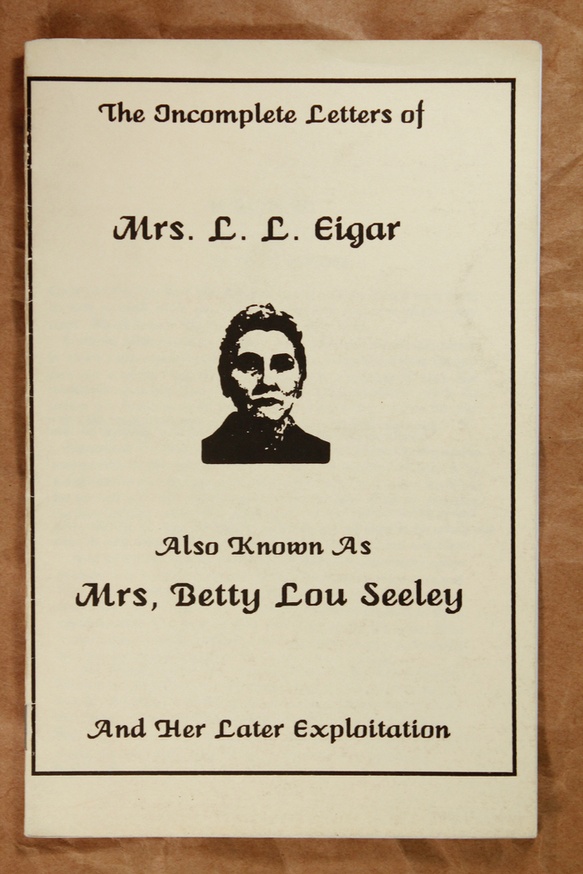 The Incomplete Letters of
Mrs. L. L. Eigar
Also Known As
Mrs, Betty Lou Seeley
And Her Later Exploitation